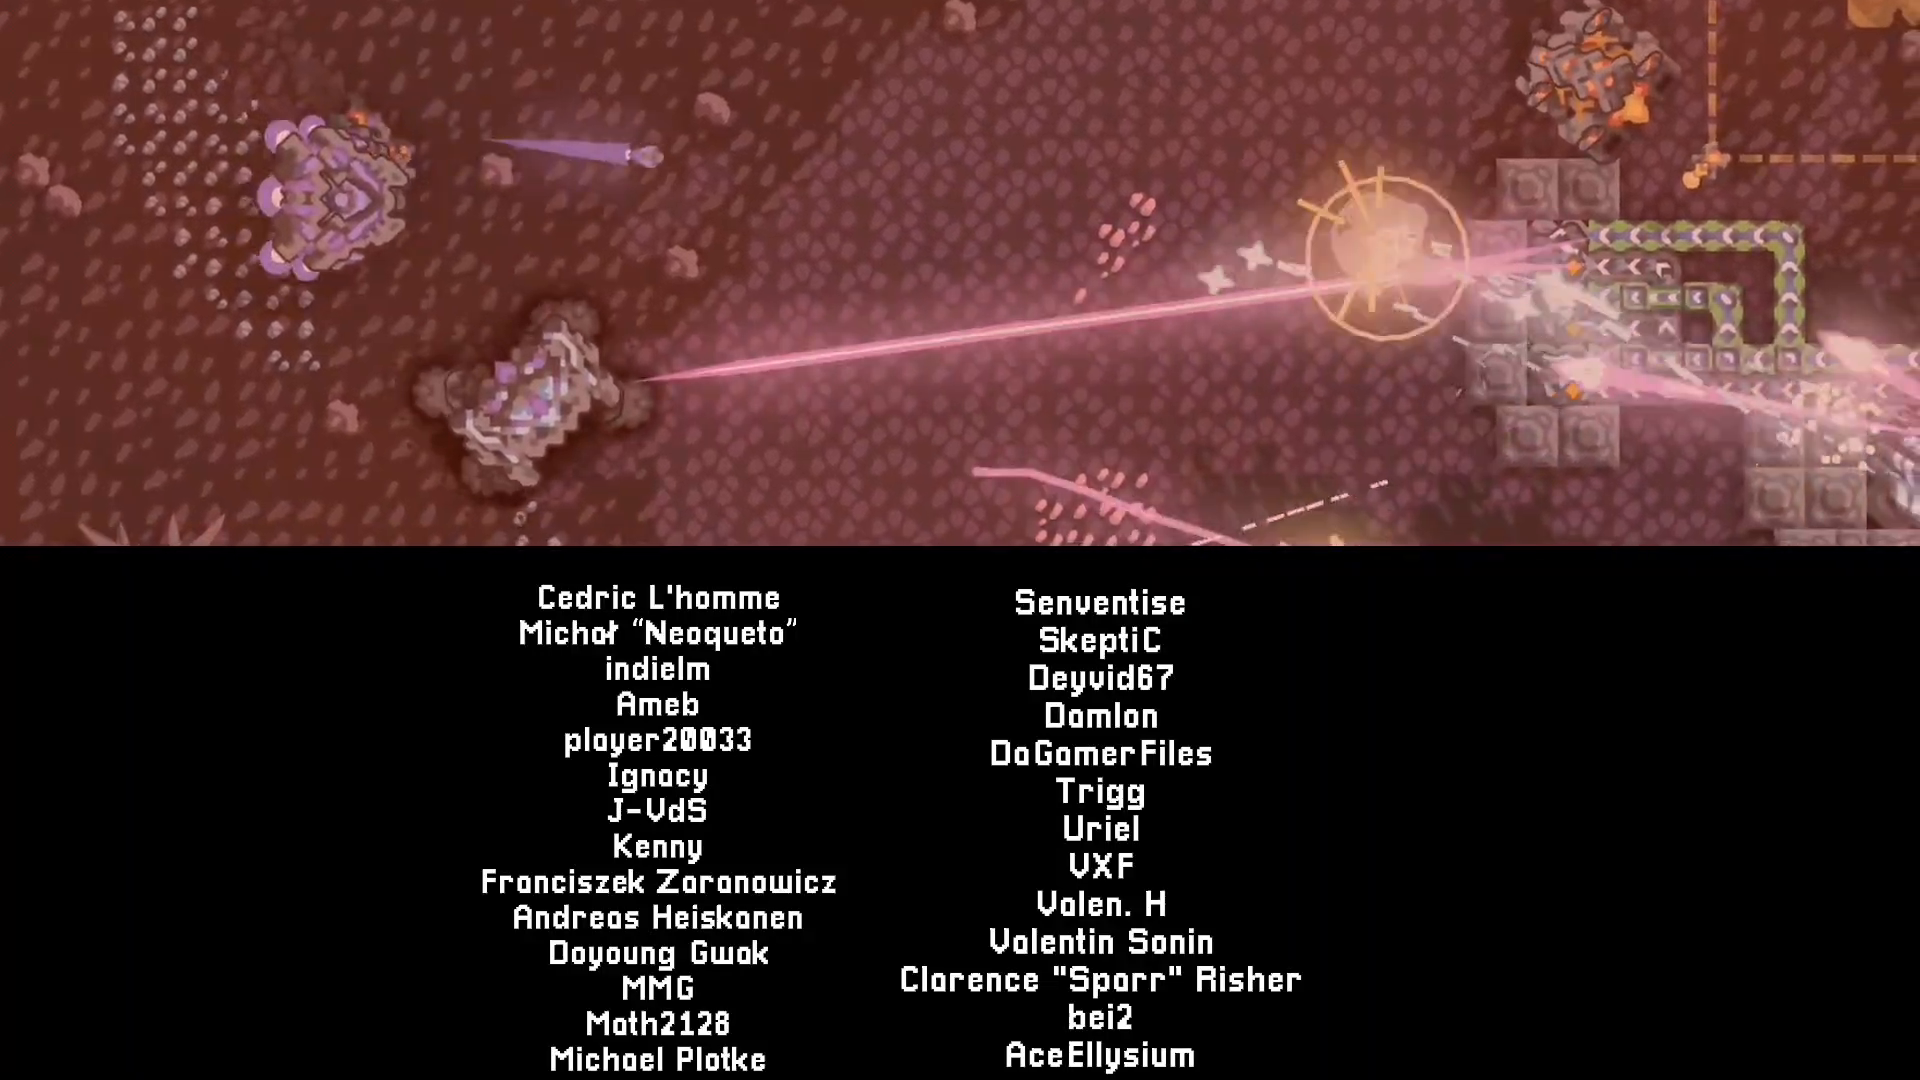 Cedric L'homme
Michał “Neoqueto”
indielm
Ameb
player20033
Ignacy
J-VdS
Kenny
Franciszek Zaranowicz
Andreas Heiskanen
Doyoung Gwak
MMG
Math2128
Michael Plotke
Senventise
SkeptiC
Deyvid67
Damlon
DaGamerFiles
Trigg
Uriel
VXF
Valen. H
Valentin Sonin
Clarence "Sparr" Risher
bei2
AceEllysium